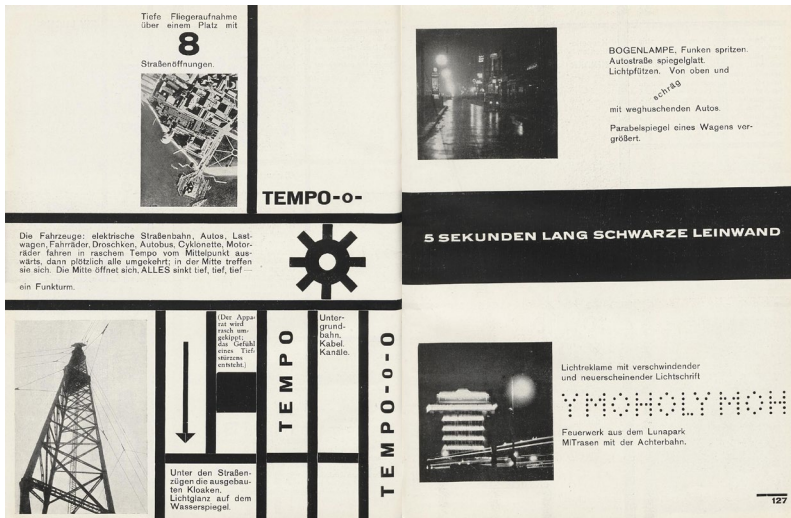 Tiefe Fliegeraufnahme
über einem Platz mit
8
Straßenöffnungen.
TEMPO-o-
Die Fahrzeuge: elektrische Straßenbahn, Autos, Last-
wagen, Fahrräder, Droschken, Autobus, Cyklonette, Motor-
räder fahren in raschem Tempo vom Mittelpunkt aus-
wärts, dann plötzlich alle umgekehrt; in der Mitte treffen
sie sich. Die Mitte öffnet sich, ALLES sinkt tief, tief, tief —
ein Funkturm.
(Der Appa-
rat wird
rasch um-
gekippt;
das Gefühl
eines Tief-
stürzens
entsteht.)
TEMPO
Unter-
grund-
bahn.
Kabel.
Kanäle.
TEMPO-o-O
Unter den Straßen-
zügen die ausgebau-
ten Kloaken.
Lichtglanz auf dem
Wasserspiegel.
BOGENLAMPE, Funken spritzen.
Autostraße spiegelglatt.
Lichtpfützen. Von oben und
schräg
mit weghuschenden Autos.
Parabelspiegel eines Wagens ver-
größert.
5 SEKUNDEN LANG SCHWARZE LEINWAND
Lichtreklame mit verschwindender
und neuerscheinender Lichtschrift
YMOHOLYMOH
Feuerwerk aus dem Lunapark
MITrasen mit der Achterbahn.
127